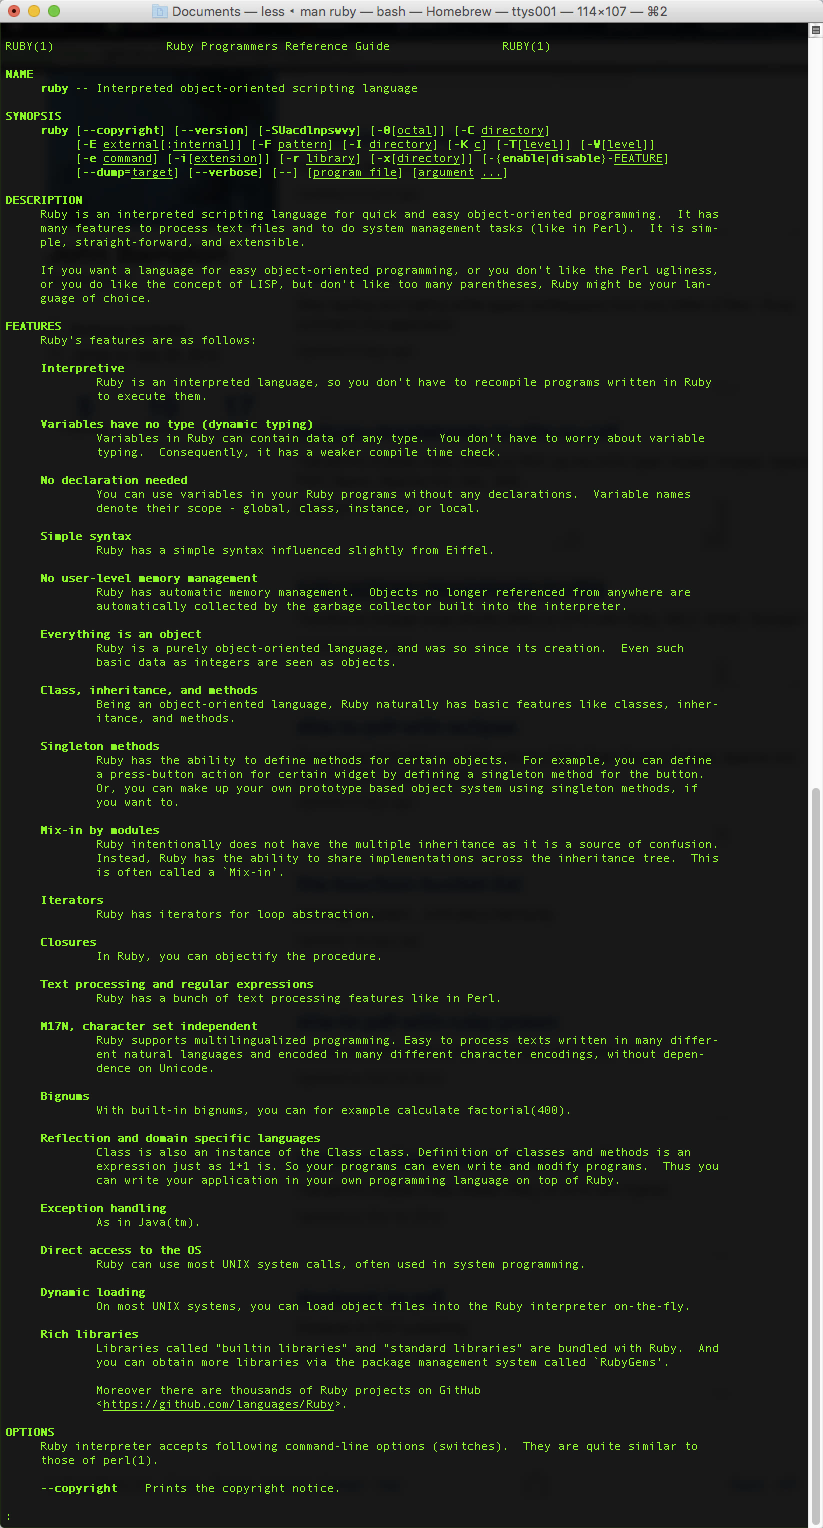 Documents — less ◂ man ruby — bash — Homebrew — ttys001 — 114×107 — ⌘2
RUBY(1) Ruby Programmers Reference Guide RUBY(1)
NAME
ruby -- Interpreted object-oriented scripting language
SYNOPSIS
ruby [--copyright] [--version] [-SUacdlnpswvy] [-0[octal]] [-C directory]
[-E external[:internal]] [-F pattern] [-I directory] [-K c] [-T[level]] [-W[level]]
[-e command] [-i[extension]] [-r library] [-x[directory]] [-{enable|disable}-FEATURE]
[--dump=target] [--verbose] [--] [program_file] [argument ...]
DESCRIPTION
Ruby is an interpreted scripting language for quick and easy object-oriented programming.  It has
many features to process text files and to do system management tasks (like in Perl).  It is sim-
ple, straight-forward, and extensible.
If you want a language for easy object-oriented programming, or you don't like the Perl ugliness,
or you do like the concept of LISP, but don't like too many parentheses, Ruby might be your lan-
guage of choice.
FEATURES
Ruby's features are as follows:
Interpretive
Ruby is an interpreted language, so you don't have to recompile programs written in Ruby
to execute them.
Variables have no type (dynamic typing)
Variables in Ruby can contain data of any type.  You don't have to worry about variable
typing.  Consequently, it has a weaker compile time check.
No declaration needed
You can use variables in your Ruby programs without any declarations.  Variable names
denote their scope - global, class, instance, or local.
Simple syntax
Ruby has a simple syntax influenced slightly from Eiffel.
No user-level memory management
Ruby has automatic memory management.  Objects no longer referenced from anywhere are
automatically collected by the garbage collector built into the interpreter.
Everything is an object
Ruby is a purely object-oriented language, and was so since its creation.  Even such
basic data as integers are seen as objects.
Class, inheritance, and methods
Being an object-oriented language, Ruby naturally has basic features like classes, inher-
itance, and methods.
Singleton methods
Ruby has the ability to define methods for certain objects.  For example, you can define
a press-button action for certain widget by defining a singleton method for the button.
Or, you can make up your own prototype based object system using singleton methods, if
you want to.
Mix-in by modules
Ruby intentionally does not have the multiple inheritance as it is a source of confusion.
Instead, Ruby has the ability to share implementations across the inheritance tree.  This
is often called a `Mix-in'.
Iterators
Ruby has iterators for loop abstraction.
Closures
In Ruby, you can objectify the procedure.
Text processing and regular expressions
Ruby has a bunch of text processing features like in Perl.
M17N, character set independent
Ruby supports multilingualized programming. Easy to process texts written in many differ-
ent natural languages and encoded in many different character encodings, without depen-
dence on Unicode.
Bignums
With built-in bignums, you can for example calculate factorial(400).
Reflection and domain specific languages
Class is also an instance of the Class class. Definition of classes and methods is an
expression just as 1+1 is. So your programs can even write and modify programs.  Thus you
can write your application in your own programming language on top of Ruby.
Exception handling
As in Java(tm).
Direct access to the OS
Ruby can use most UNIX system calls, often used in system programming.
Dynamic loading
On most UNIX systems, you can load object files into the Ruby interpreter on-the-fly.
Rich libraries
Libraries called "builtin libraries" and "standard libraries" are bundled with Ruby.  And
you can obtain more libraries via the package management system called `RubyGems'.
Moreover there are thousands of Ruby projects on GitHub
<https://github.com/languages/Ruby>.
OPTIONS
Ruby interpreter accepts following command-line options (switches).  They are quite similar to
those of perl(1).
--copyright    Prints the copyright notice.
: